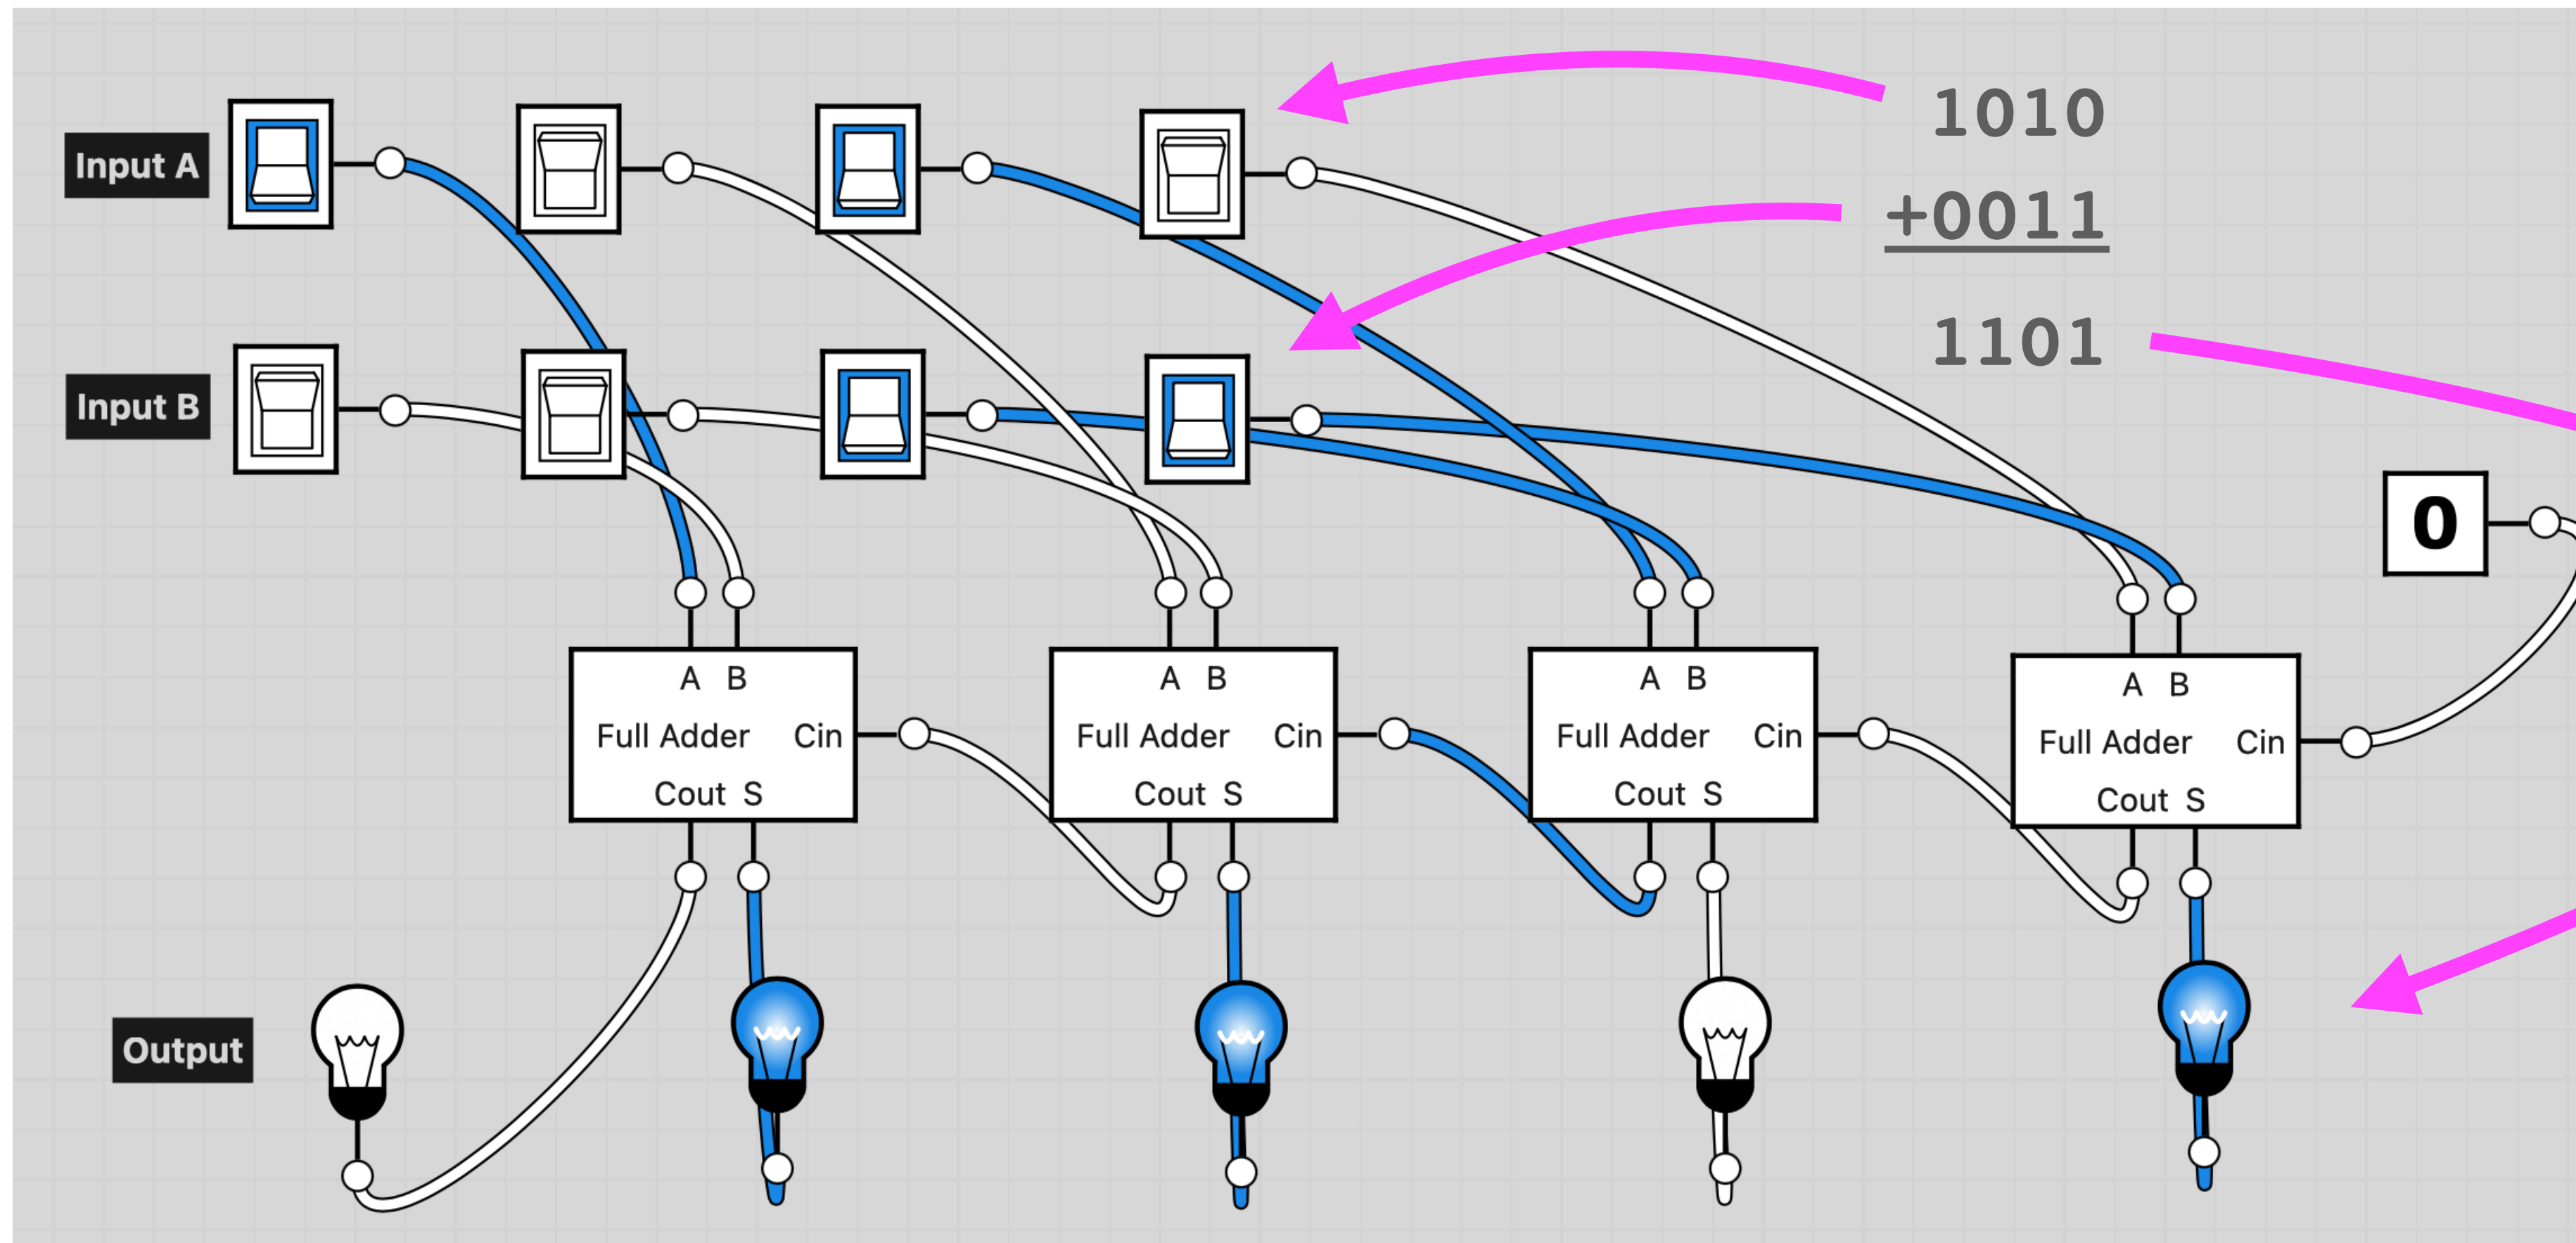 1010
Input A
+0011
1101
Input B
0
A B
Full Adder Cin
Cout S
A B
Full Adder Cin
Cout S
A B
Full Adder Cin
Cout S
A B
Full Adder Cin
Cout S
Output